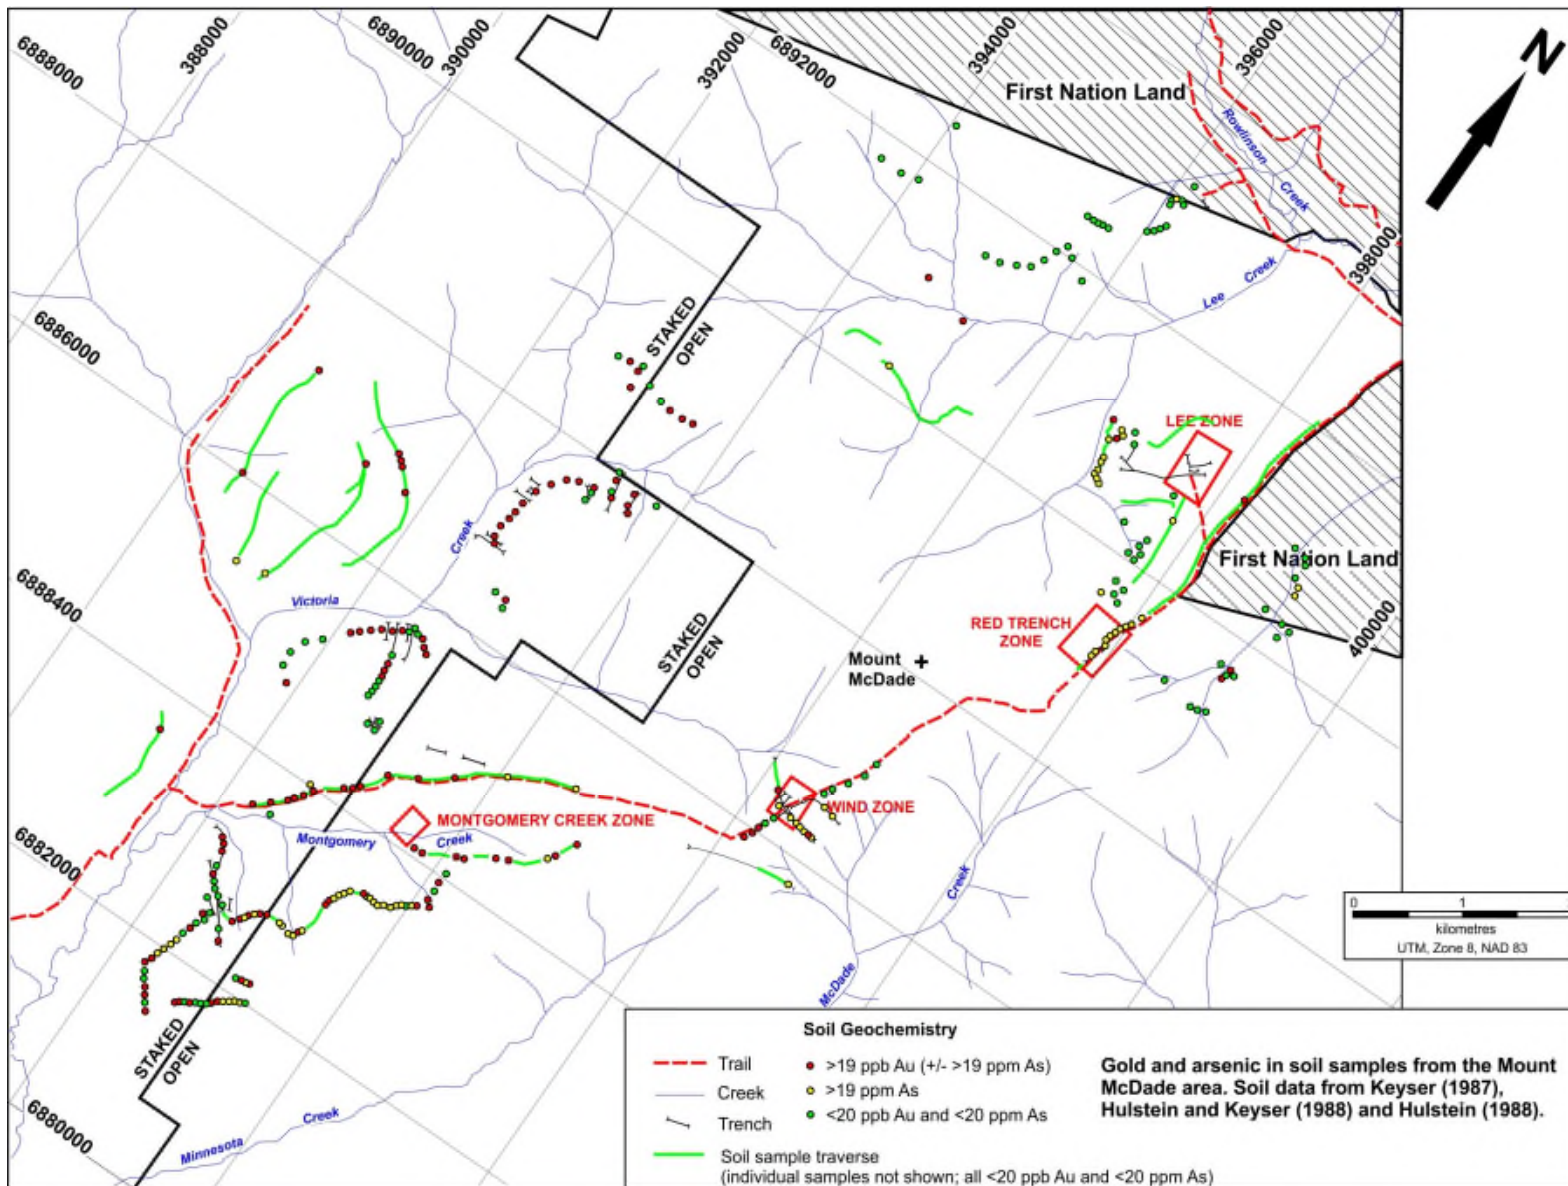 388000
6890000
390000
392000
6892000
394000
396000
N
6888000
First Nation Land
Rowlinson
Creek
398000
Lee
Creek
6886000
STAKED
OPEN
LEE ZONE
Creek
First Nation Land
6888400
Victoria
RED TRENCH
ZONE
400000
STAKED
OPEN
Mount
McDade
WIND ZONE
MONTGOMERY CREEK ZONE
Montgomery
Creek
6882000
Creek
McDade
0 1
kilometres
UTM, Zone 8, NAD 83
STAKED
OPEN
6880000
Minnesota
Creek
Soil Geochemistry
Trail
>19 ppb Au (+/- >19 ppm As)
Creek
>19 ppm As
Trench
<20 ppb Au and <20 ppm As
Soil sample traverse
(individual samples not shown; all <20 ppb Au and <20 ppm As)
Gold and arsenic in soil samples from the Mount
McDade area. Soil data from Keyser (1987),
Hulstein and Keyser (1988) and Hulstein (1988).